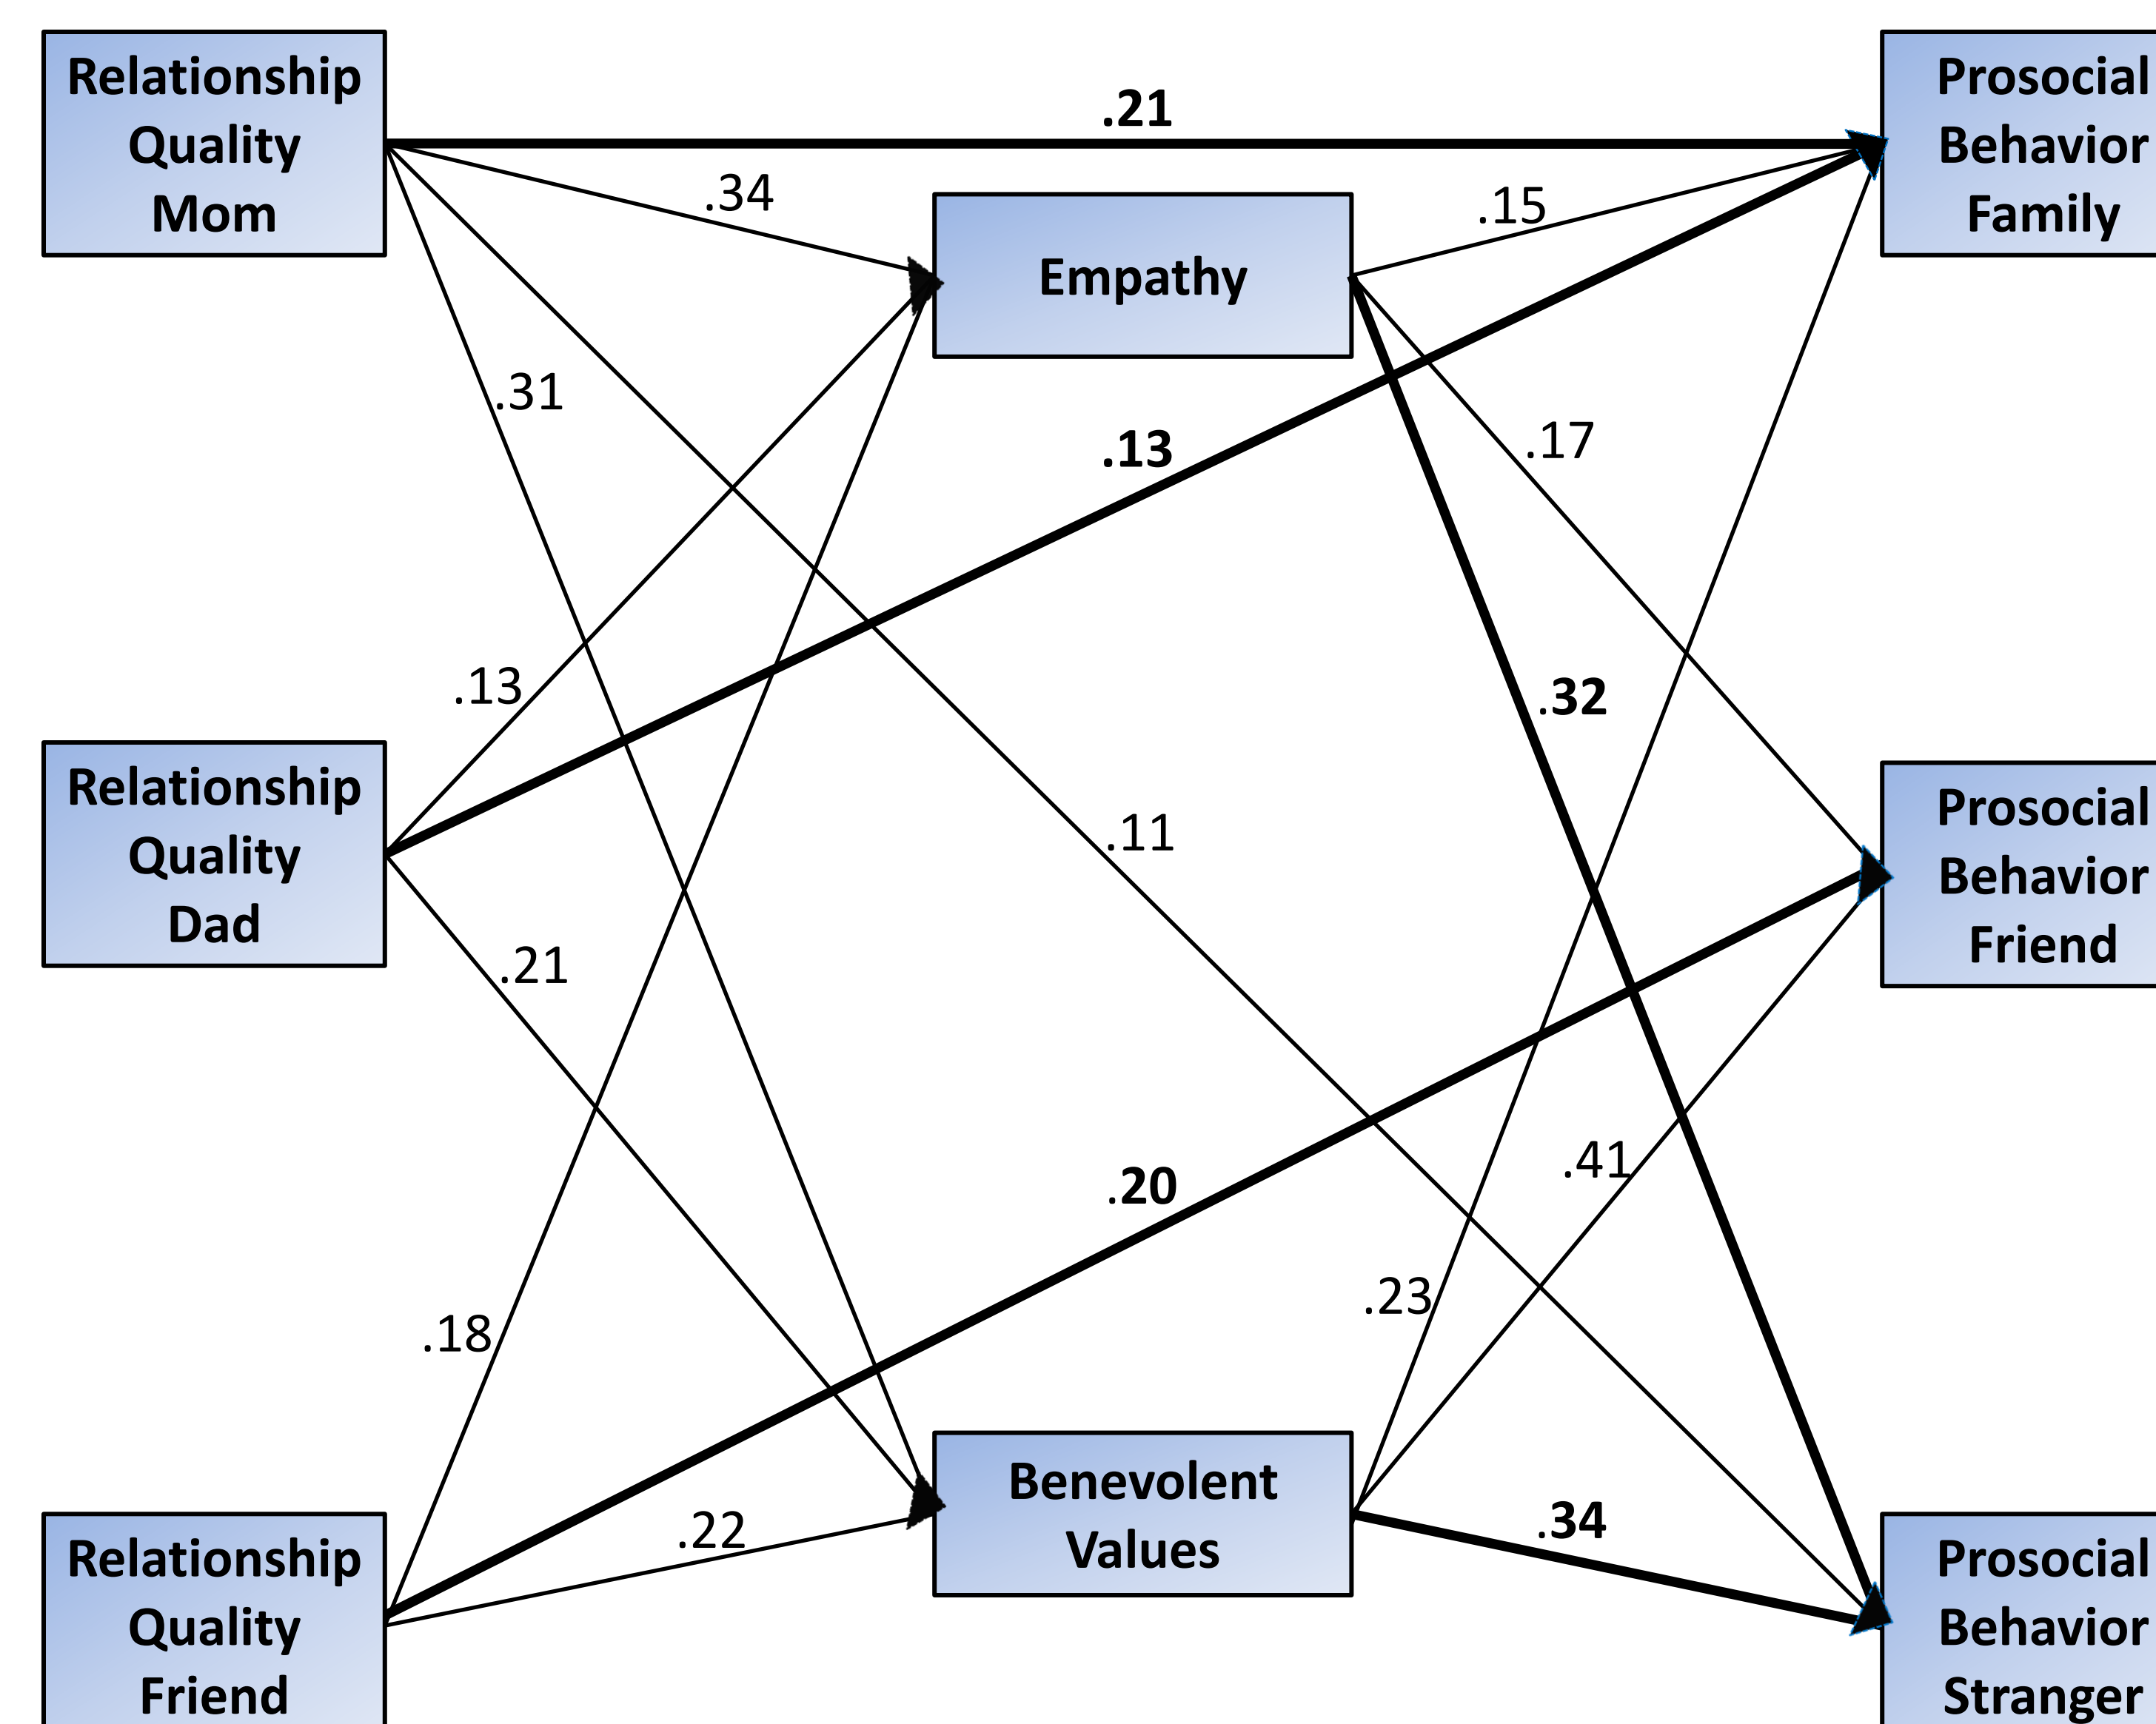 Relationship
Quality
Mom
.21
Prosocial
Behavior
Family
.34
Empathy
.15
.31
.13
.17
.13
.32
Relationship
Quality
Dad
.11
Prosocial
Behavior
Friend
.21
.41
.20
.23
.18
Benevolent
Values
.22
.34
Relationship
Quality
Friend
Prosocial
Behavior
Stranger